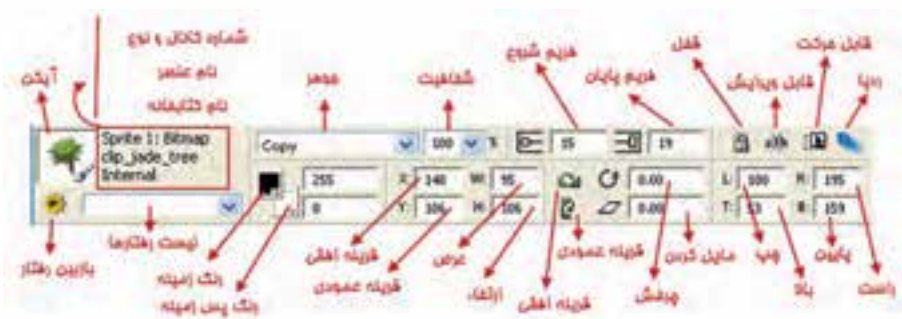 شماره کانال و نوع
نام عنصر
نام کتابخانه
آیکن
جوهر
شفافیت
فریم شروع
فریم پایان
قفل
قابل ویرایش
قابل حرکت
ردپا
Sprite 1: Bitmap
clip_jade_tree
Internal
Copy
100 %
15
19
255
X: 140
W: 95
0.00
L: 100
R: 195
0
Y: 106
H: 106
0.00
T: 53
B: 159
بازبین رفتار
لیست رفتارها
رنگ زمینه
رنگ پس زمینه
قرینه افقی
قرینه عمودی
عرض
ارتفاع
قرینه افقی
قرینه عمودی
چرخش
مایل کردن
چپ
بالا
پایین
راست